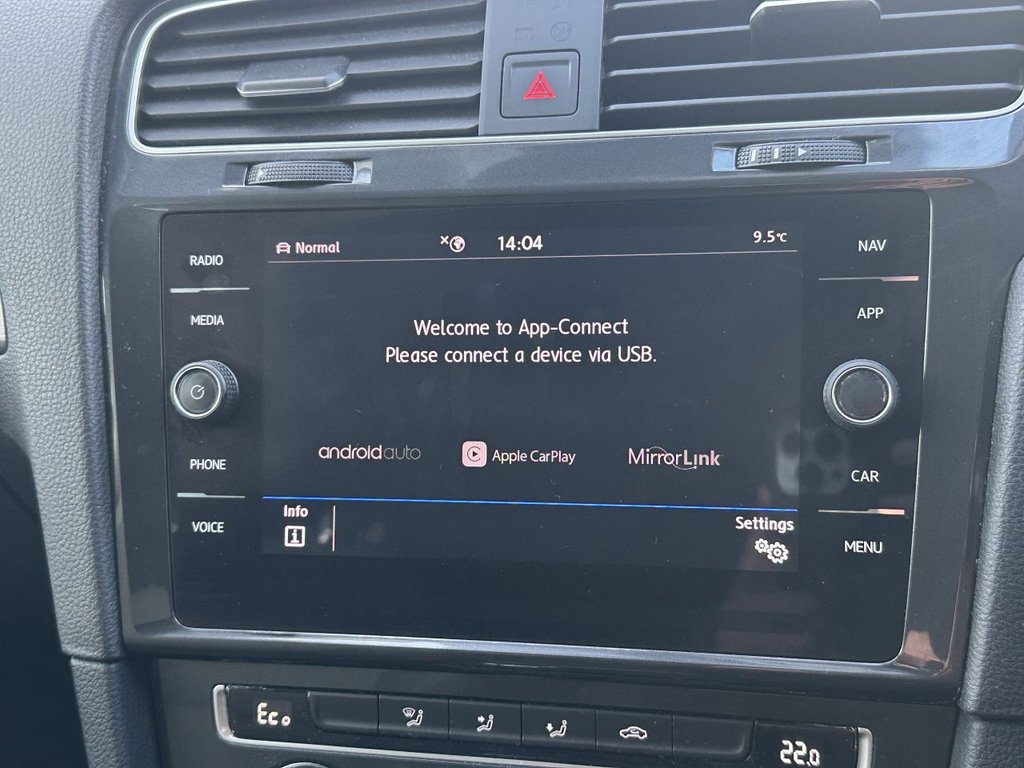 Normal 14:04 9.5°C
RADIO
MEDIA
PHONE
VOICE
Welcome to App-Connect
Please connect a device via USB.
androidauto Apple CarPlay MirrorLink
Info Settings
i
NAV
APP
CAR
MENU
Eco 22.0